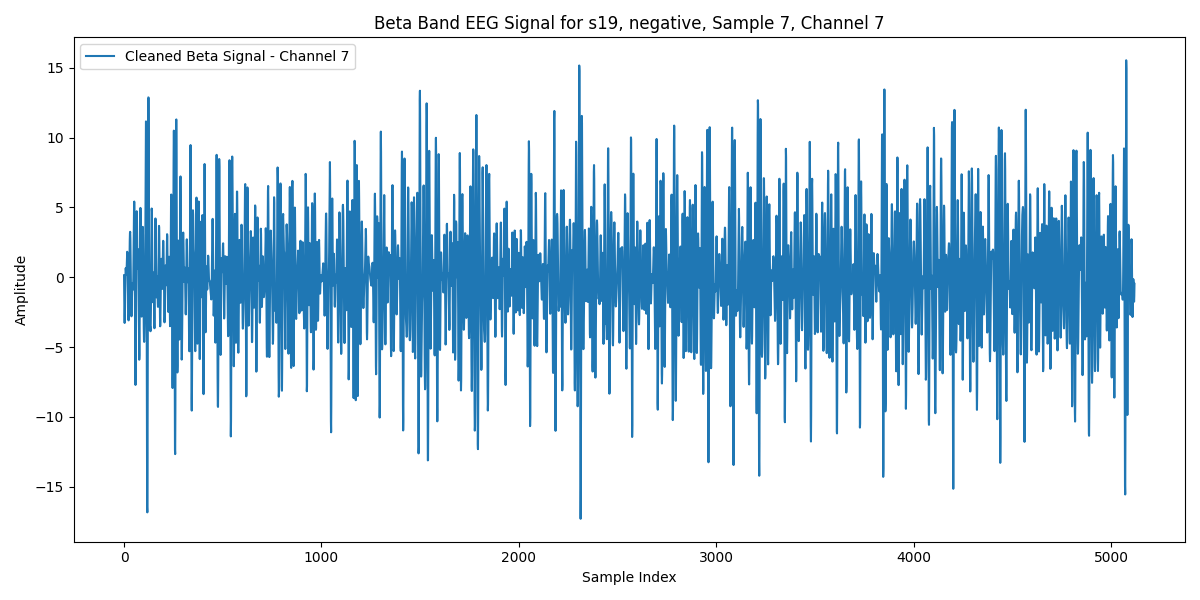 Beta Band EEG Signal for s19, negative, Sample 7, Channel 7
Cleaned Beta Signal - Channel 7
Amplitude
15
10
5
0
−5
−10
−15
0 1000 2000 3000 4000 5000
Sample Index